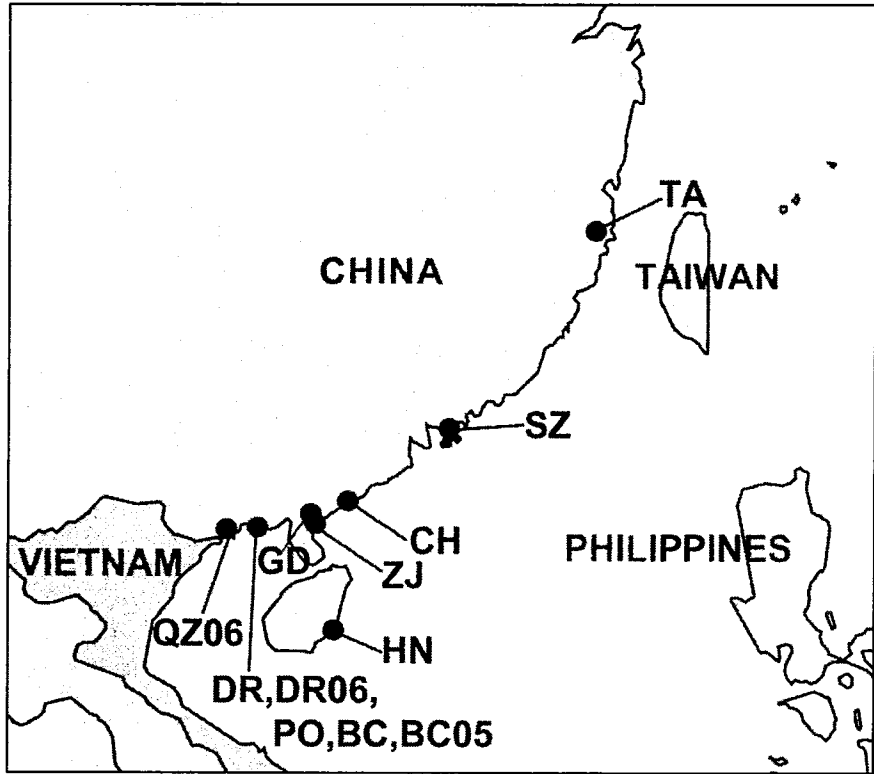 TA
CHINA
TAIWAN
SZ
CH
VIETNAM
GD
ZJ
PHILIPPINES
QZ06
HN
DR,DR06,
PO,BC,BC05